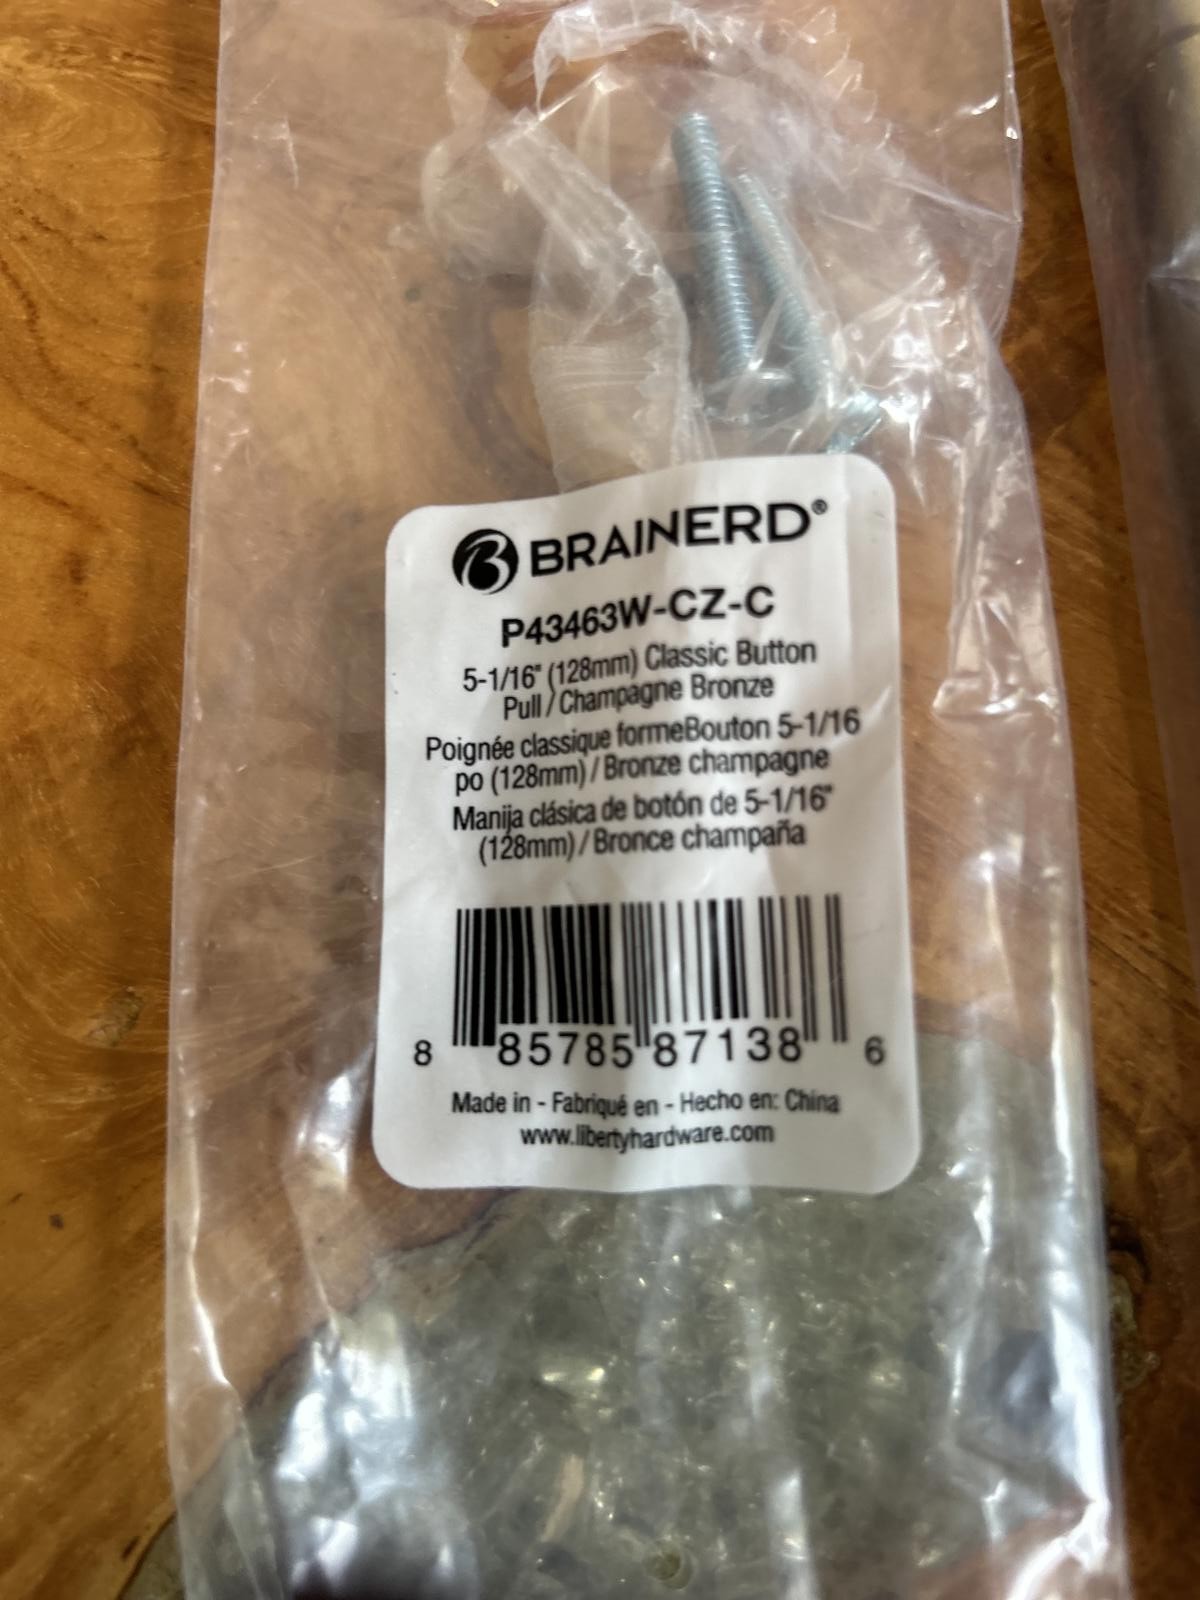 BRAINERD®
P43463W-CZ-C
5-1/16" (128mm) Classic Button
Pull / Champagne Bronze
Poignée classique formeBouton 5-1/16
po (128mm) / Bronze champagne
Manija clásica de botón de 5-1/16"
(128mm) / Bronce champaña
8 85785 87138 6
Made in - Fabriqué en - Hecho en: China
www.libertyhardware.com